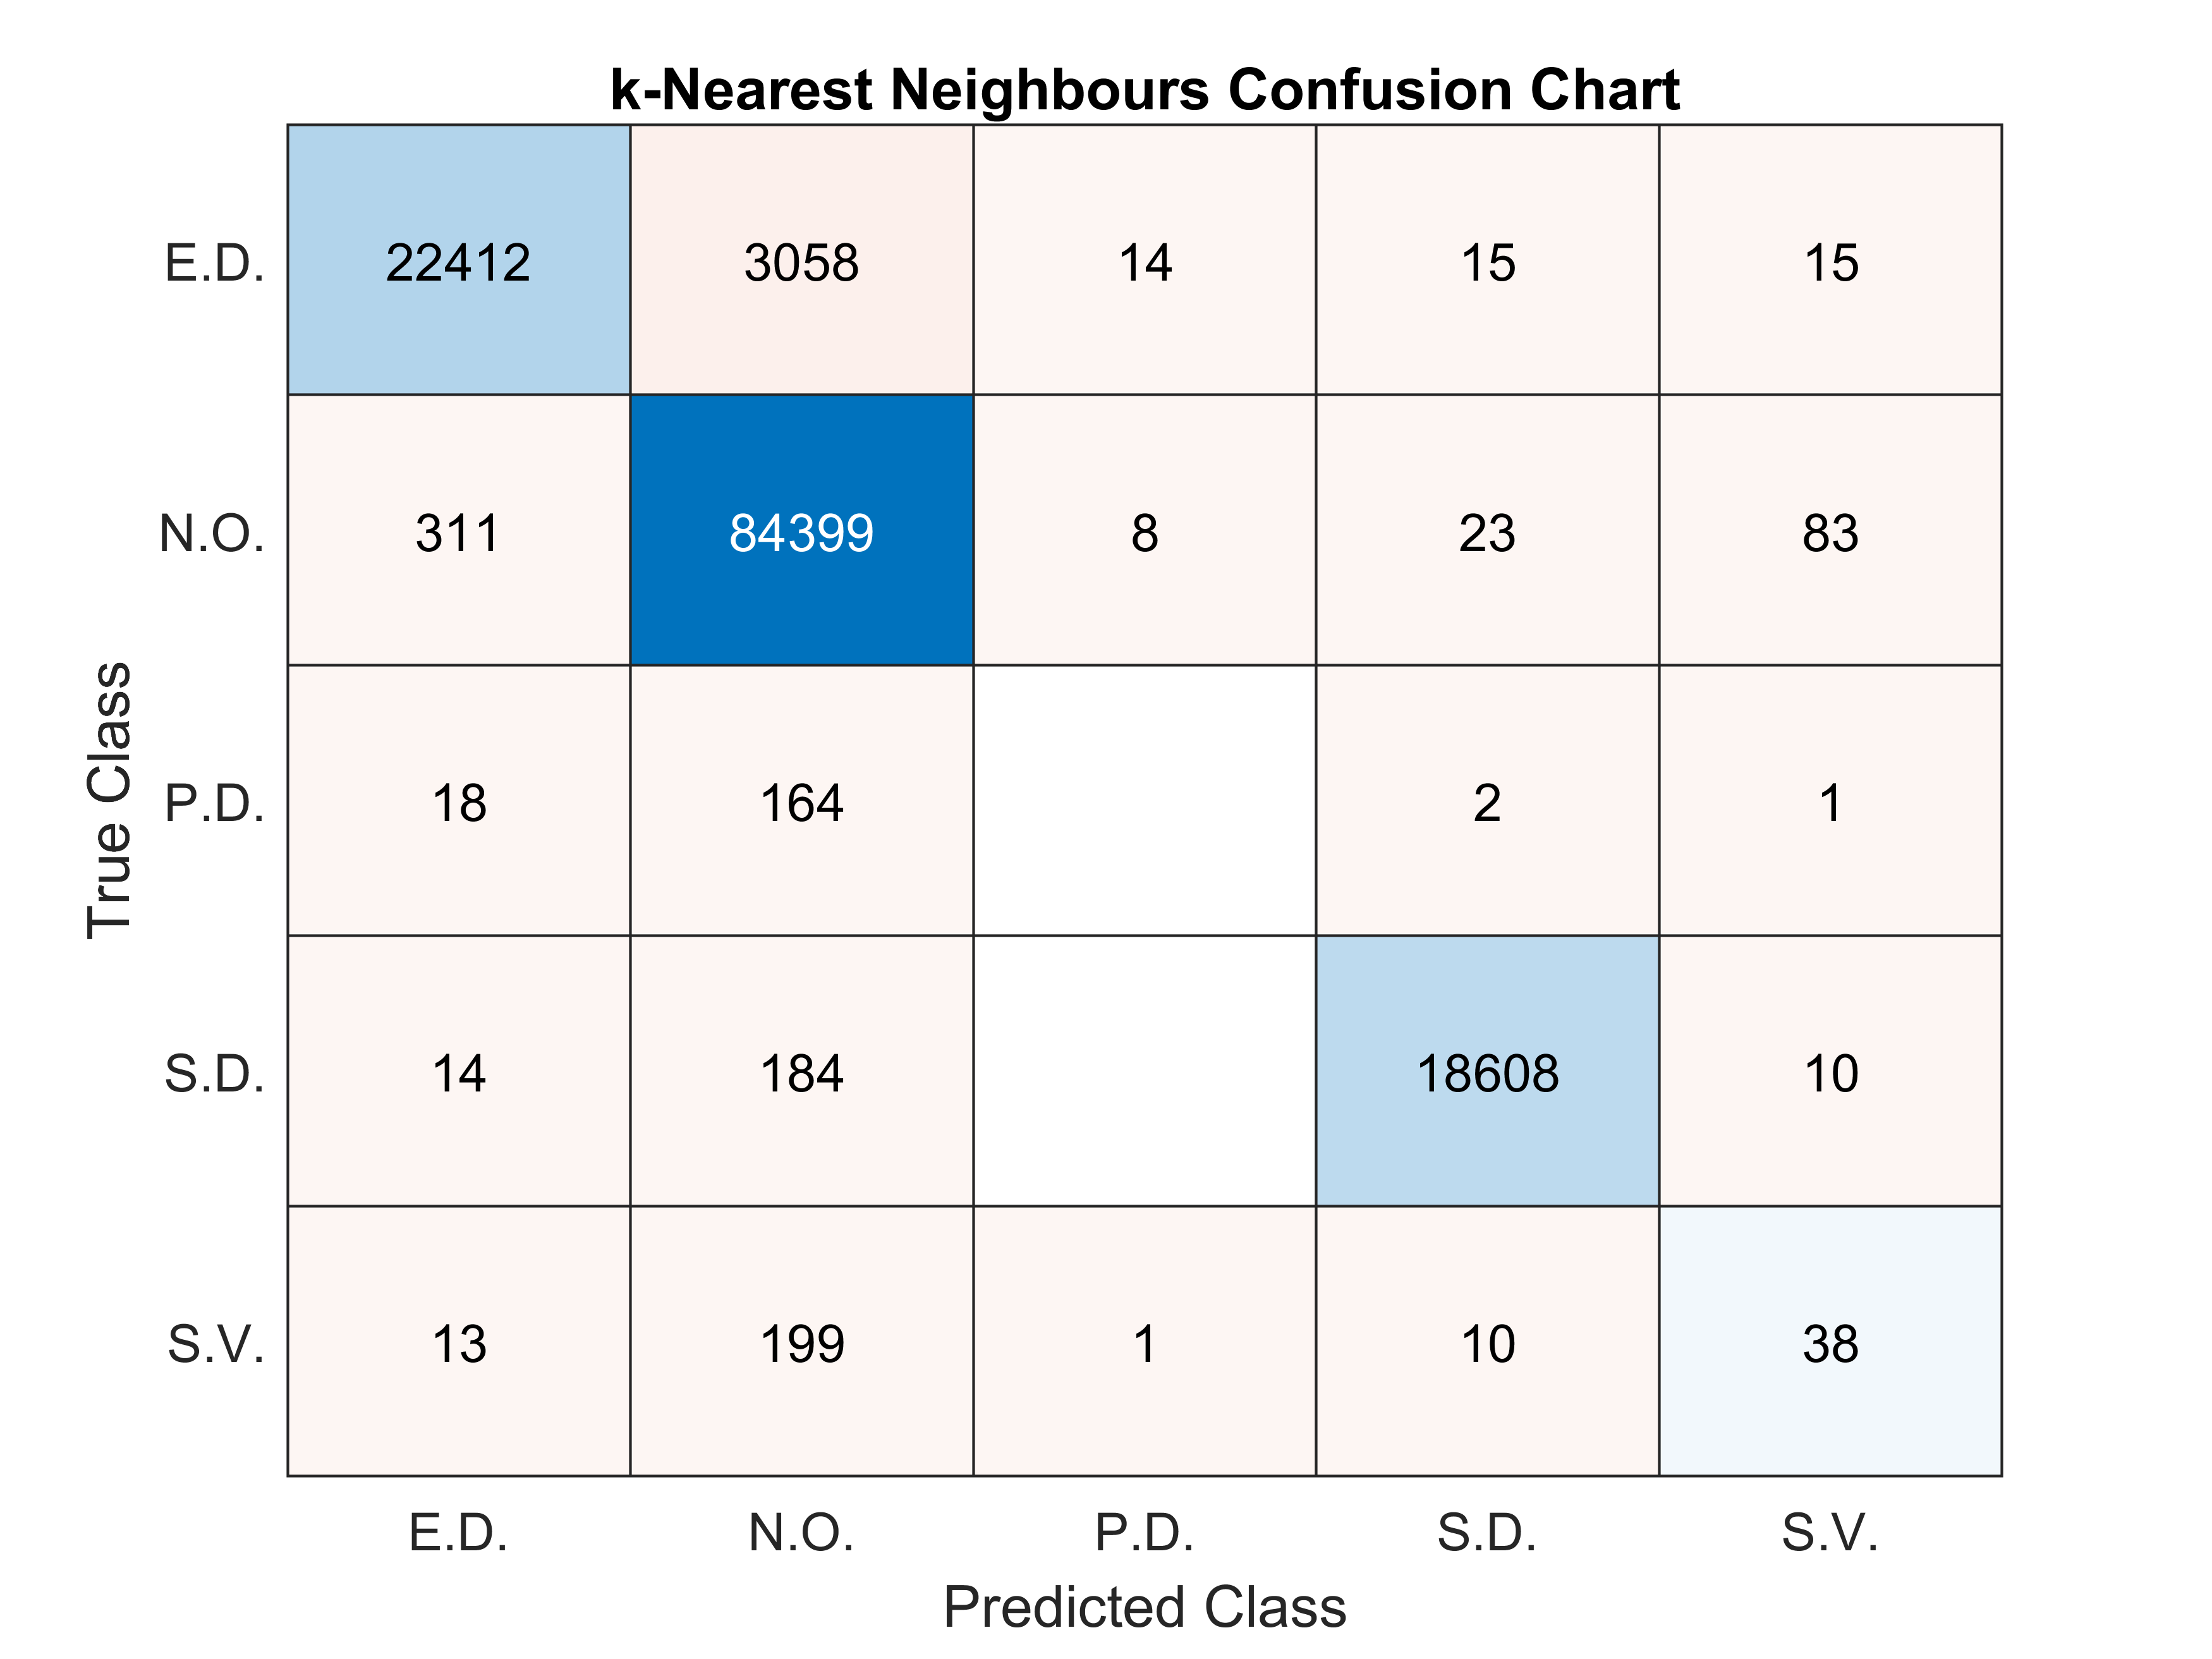 k-Nearest Neighbours Confusion Chart
E.D. 22412 3058 14 15 15
N.O. 311 84399 8 23 83
P.D. 18 164 2 1
S.D. 14 184 18608 10
S.V. 13 199 1 10 38
E.D. N.O. P.D. S.D. S.V.
Predicted Class
True Class